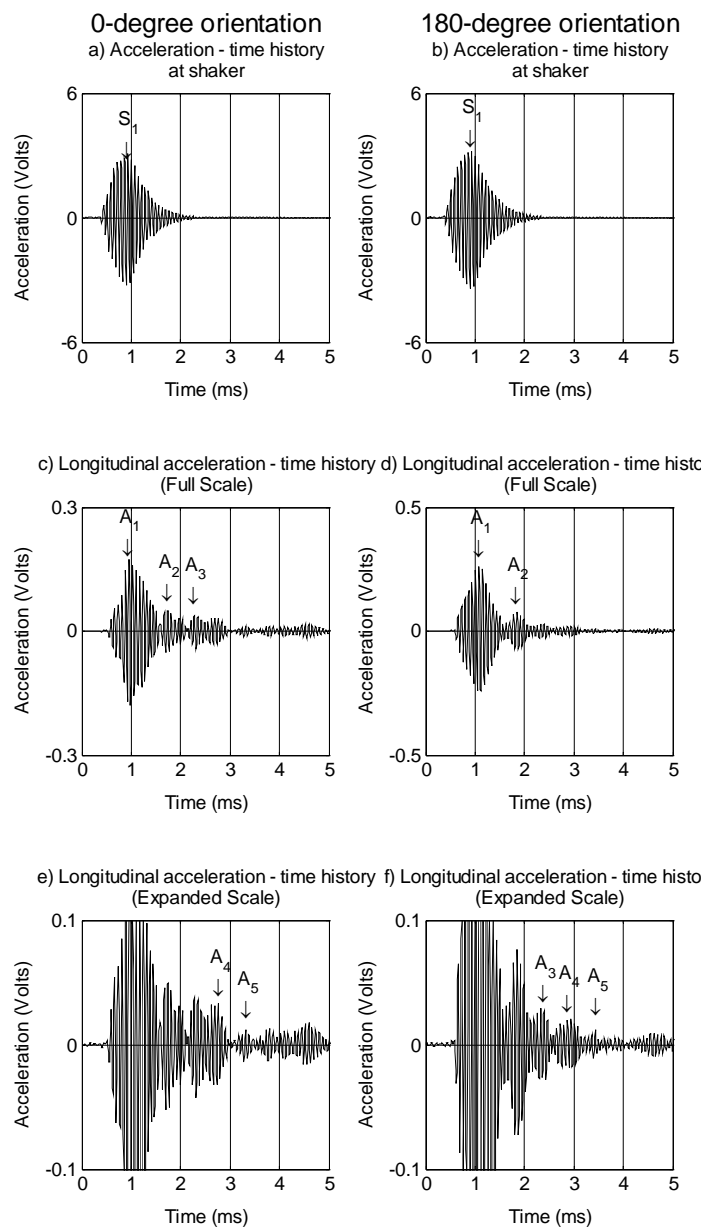 0-degree orientation
180-degree orientation
a) Acceleration - time history
at shaker
b) Acceleration - time history
at shaker
6
0
-6
Acceleration (Volts)
S1
0 1 2 3 4 5
Time (ms)
6
0
-6
Acceleration (Volts)
S1
0 1 2 3 4 5
Time (ms)
c) Longitudinal acceleration - time history
(Full Scale)
d) Longitudinal acceleration - time histo
(Full Scale)
0.3
0
-0.3
Acceleration (Volts)
A1
A2 A3
0 1 2 3 4 5
Time (ms)
0.5
0
-0.5
Acceleration (Volts)
A1
A2
0 1 2 3 4 5
Time (ms)
e) Longitudinal acceleration - time history
(Expanded Scale)
f) Longitudinal acceleration - time histo
(Expanded Scale)
0.1
0
-0.1
Acceleration (Volts)
A4
A5
0 1 2 3 4 5
Time (ms)
0.1
0
-0.1
Acceleration (Volts)
A3 A4 A5
0 1 2 3 4 5
Time (ms)